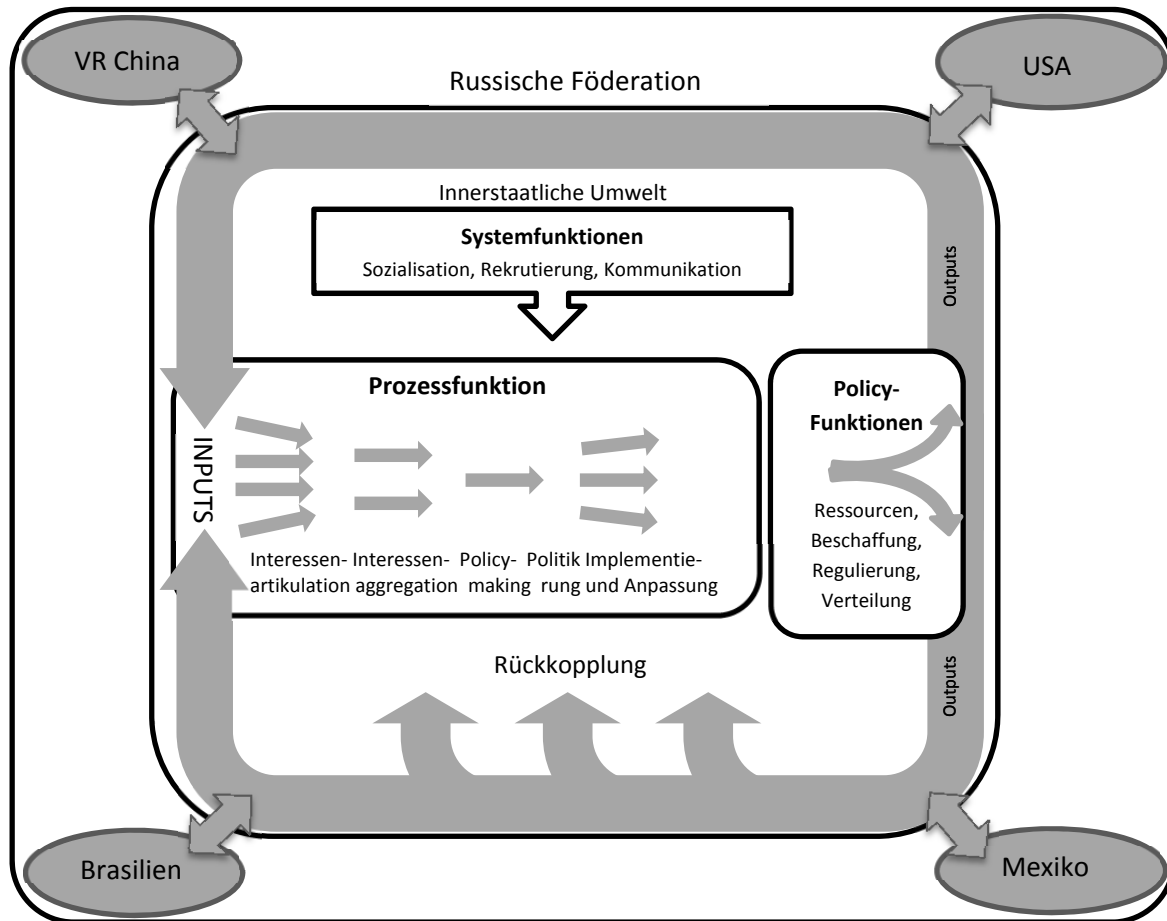 VR China
USA
Russische Föderation
Innerstaatliche Umwelt
Systemfunktionen
Sozialisation, Rekrutierung, Kommunikation
Outputs
Prozessfunktion
INPUTS
Interessen- Interessen- Policy- Politik Implementie-
artikulation aggregation making rung und Anpassung
Policy-
Funktionen
Ressourcen,
Beschaffung,
Regulierung,
Verteilung
Rückkopplung
Outputs
Brasilien
Mexiko